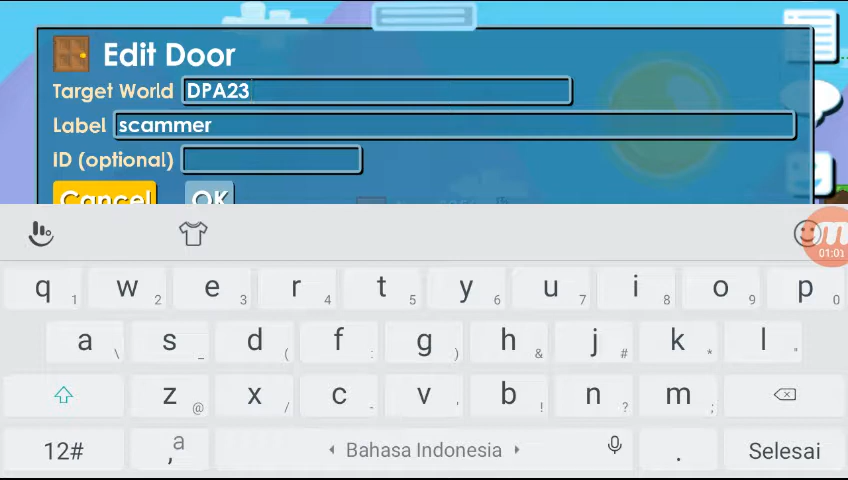 Edit Door
Target World DPA23
Label scammer
ID (optional)
Cancel OK
01:01
q 1 w 2 e 3 r 4 t 5 y 6 u 7 i 8 o 9 p 0
a \ s _ d ( f : g ) h & j # k * l "
z @ x / c - v ' b ! n ? m ;
12# , a Bahasa Indonesia . Selesai